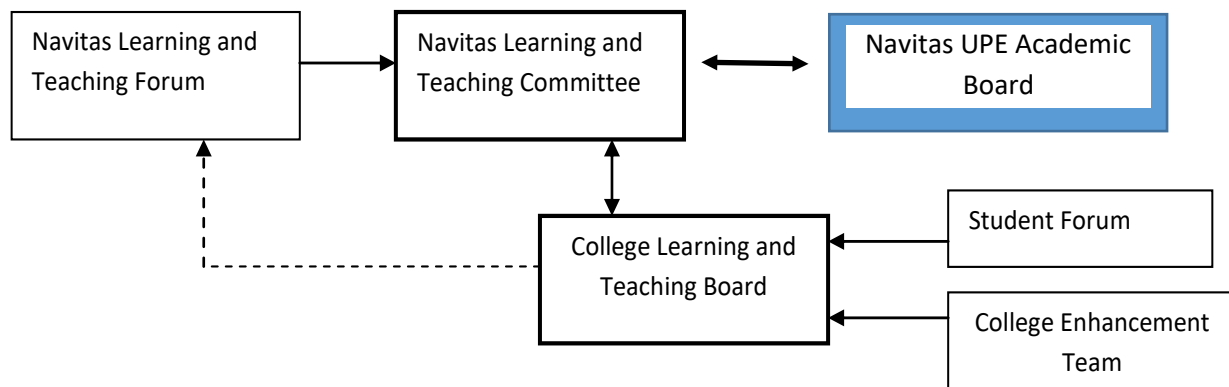 Navitas Learning and
Teaching Forum
Navitas Learning and
Teaching Committee
Navitas UPE Academic
Board
College Learning and
Teaching Board
Student Forum
College Enhancement
Team